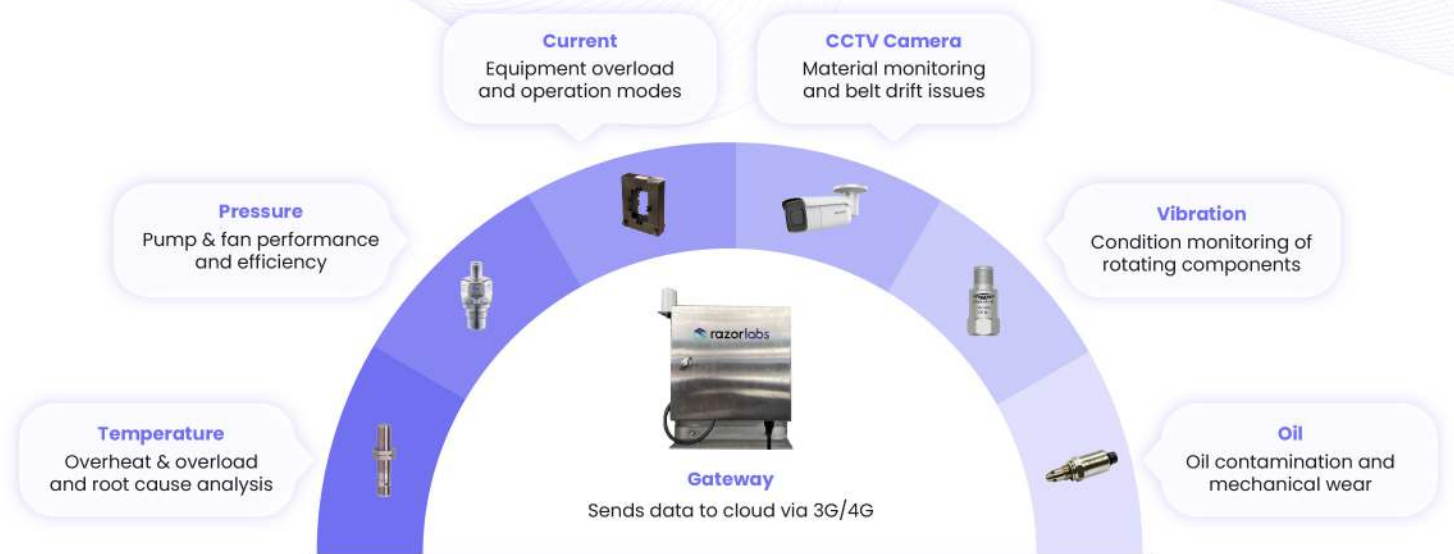 Current
Equipment overload
and operation modes
CCTV Camera
Material monitoring
and belt drift issues
Pressure
Pump & fan performance
and efficiency
Vibration
Condition monitoring of
rotating components
razorlabs
Temperature
Overheat & overload
and root cause analysis
Gateway
Sends data to cloud via 3G/4G
Oil
Oil contamination and
mechanical wear